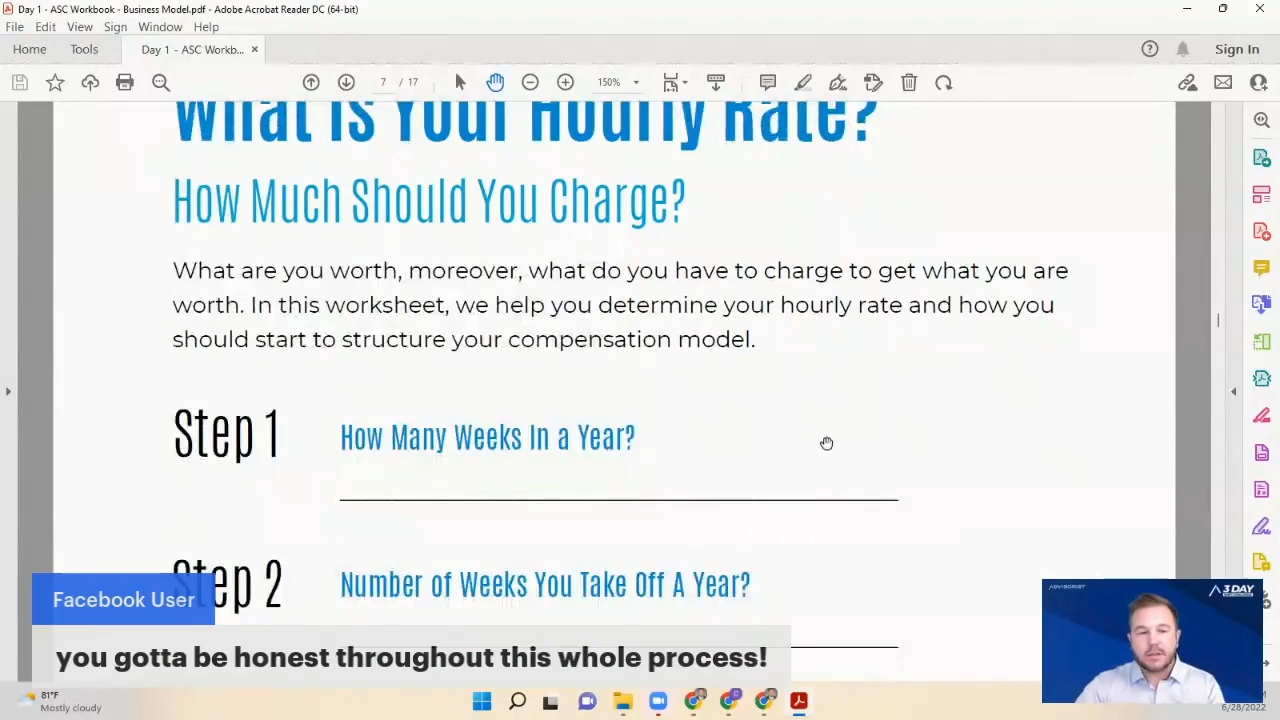 Day 1 - ASC Workbook - Business Model.pdf - Adobe Acrobat Reader DC (64-bit)
File Edit View Sign Window Help
Home Tools Day 1 - ASC Workb... × Sign In
7 / 17 150%
What Is Your Hourly Rate?
How Much Should You Charge?
What are you worth, moreover, what do you have to charge to get what you are
worth. In this worksheet, we help you determine your hourly rate and how you
should start to structure your compensation model.
Step 1 How Many Weeks In a Year?
Step 2 Number of Weeks You Take Off A Year?
Facebook User
you gotta be honest throughout this whole process!
ADVISORIST
3 DAY
81°F
Mostly cloudy
6/28/2022